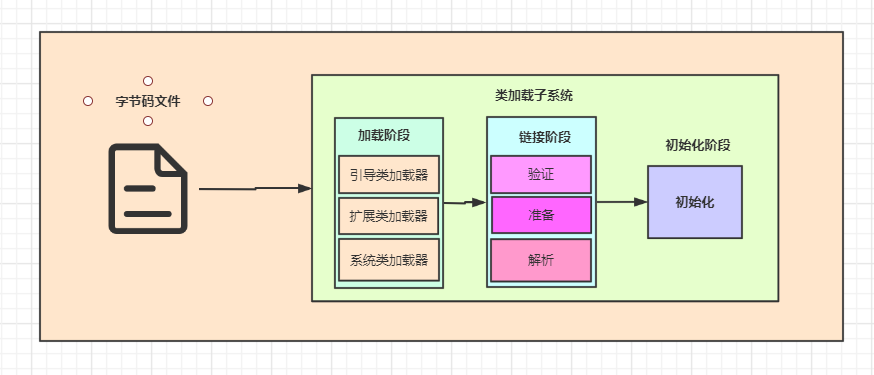 字节码文件
类加载子系统
加载阶段
引导类加载器
扩展类加载器
系统类加载器
链接阶段
验证
准备
解析
初始化阶段
初始化